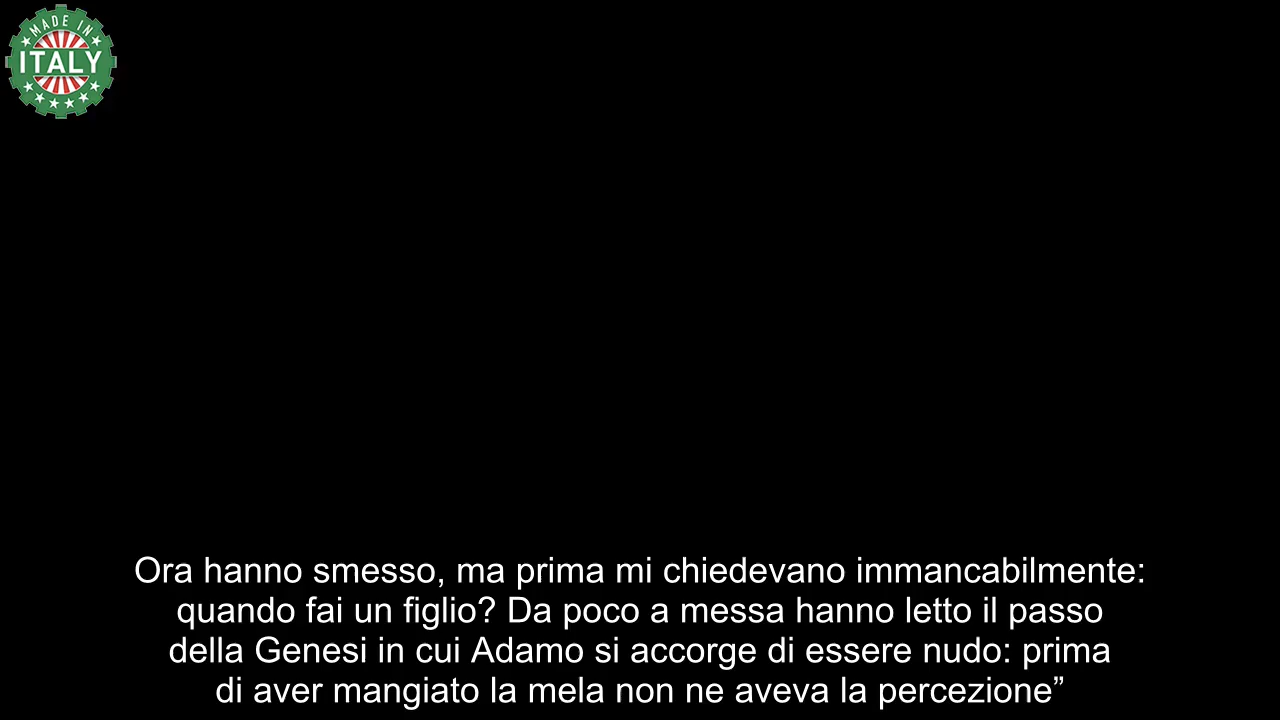 MADE IN
ITALY
Ora hanno smesso, ma prima mi chiedevano immancabilmente:
quando fai un figlio? Da poco a messa hanno letto il passo
della Genesi in cui Adamo si accorge di essere nudo: prima
di aver mangiato la mela non ne aveva la percezione”